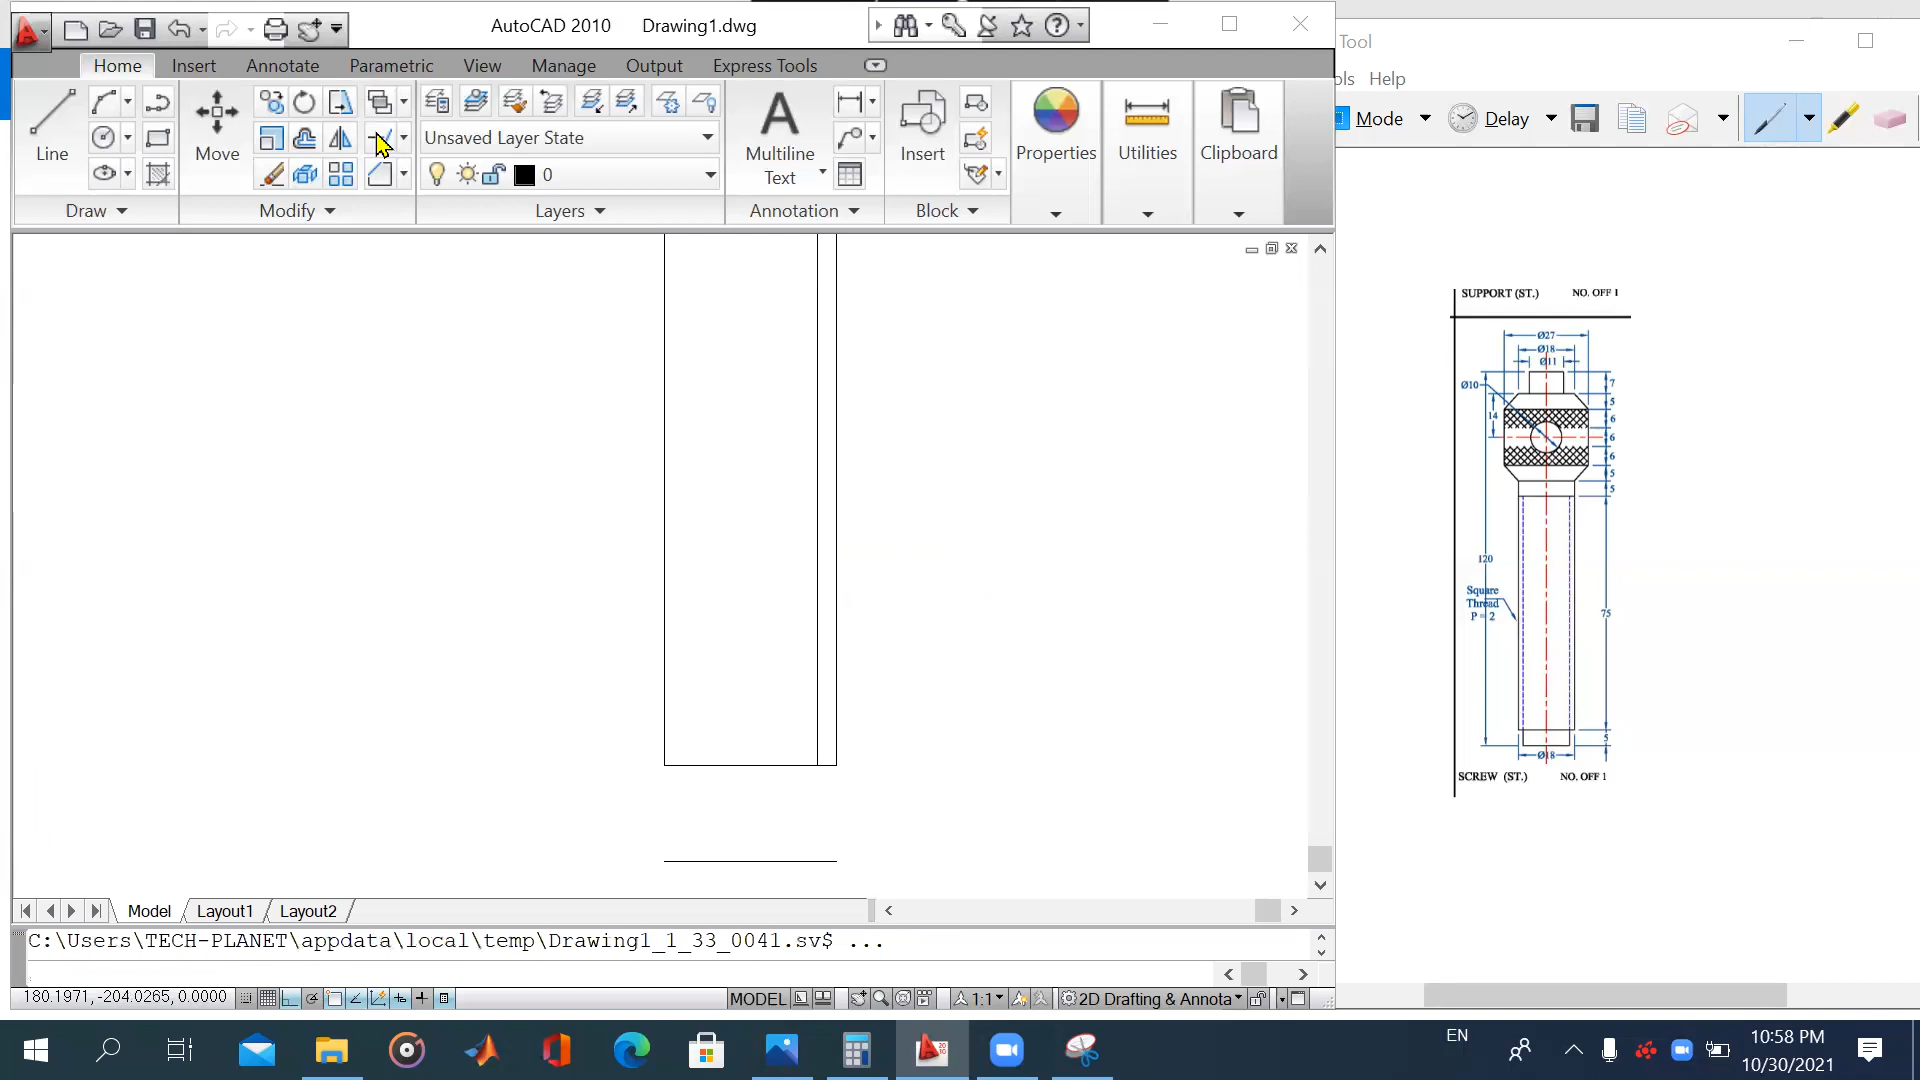 AutoCAD 2010 Drawing1.dwg
Tool
Home Insert Annotate Parametric View Manage Output Express Tools
ols Help
Line
Move
Unsaved Layer State
0
Multiline
Text
Insert
Properties
Utilities
Clipboard
Mode Delay
Draw Modify Layers Annotation Block
SUPPORT (ST.) NO. OFF 1
Ø27
Ø18
Ø11
Ø10
7
5
14
6
6
6
5
5
120
Square
Thread
P = 2
75
5
Ø18
SCREW (ST.) NO. OFF 1
Model Layout1 Layout2
C:\Users\TECH-PLANET\appdata\local\temp\Drawing1_1_33_0041.sv$ ...
180.1971, -204.0265, 0.0000
MODEL
1:1
2D Drafting & Annota
EN
10:58 PM
10/30/2021